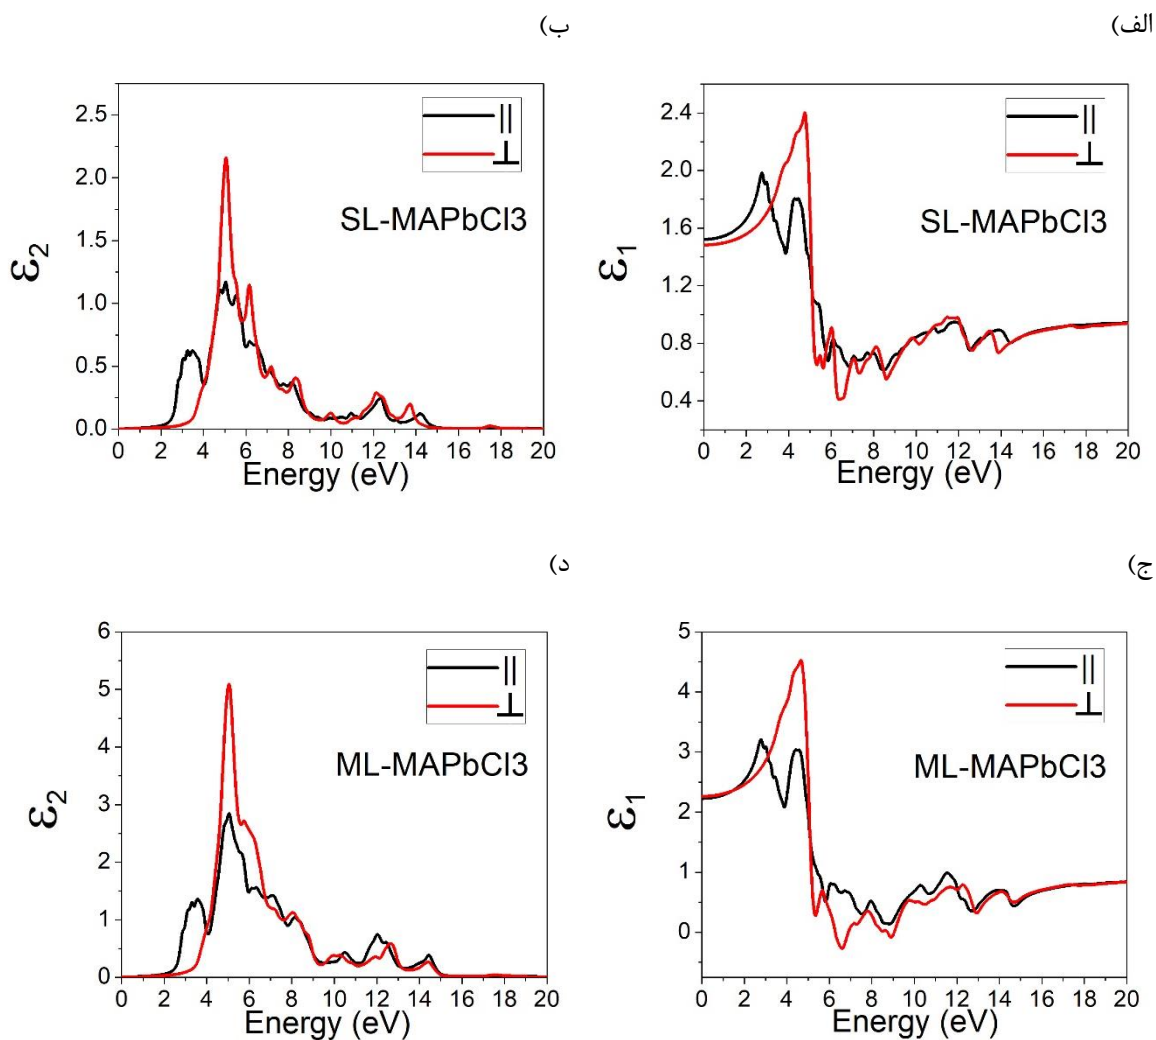 الف)
ب)
2.4
2.0
1.6
1.2
0.8
0.4
ε1
||
⊥
SL-MAPbCl3
0 2 4 6 8 10 12 14 16 18 20
Energy (eV)
2.5
2.0
1.5
1.0
0.5
0.0
ε2
||
⊥
SL-MAPbCl3
0 2 4 6 8 10 12 14 16 18 20
Energy (eV)
ج)
د)
5
4
3
2
1
0
ε1
||
⊥
ML-MAPbCl3
0 2 4 6 8 10 12 14 16 18 20
Energy (eV)
6
5
4
3
2
1
0
ε2
||
⊥
ML-MAPbCl3
0 2 4 6 8 10 12 14 16 18 20
Energy (eV)